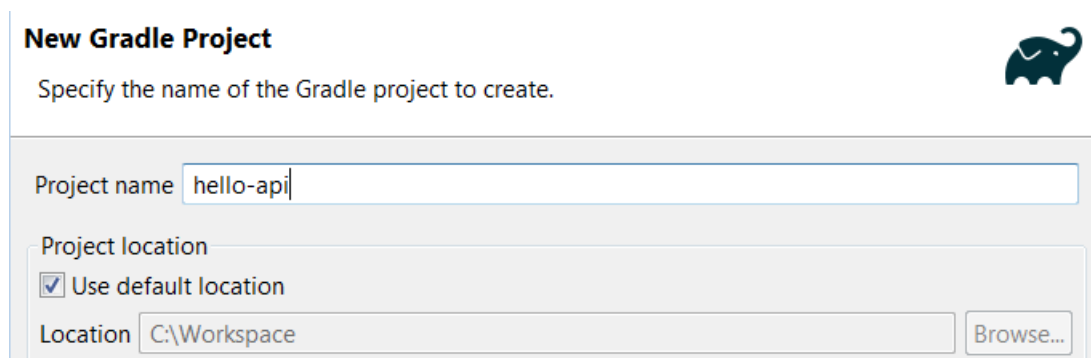 New Gradle Project
Specify the name of the Gradle project to create.
Project name hello-api
Project location
Use default location
Location C:\Workspace Browse...